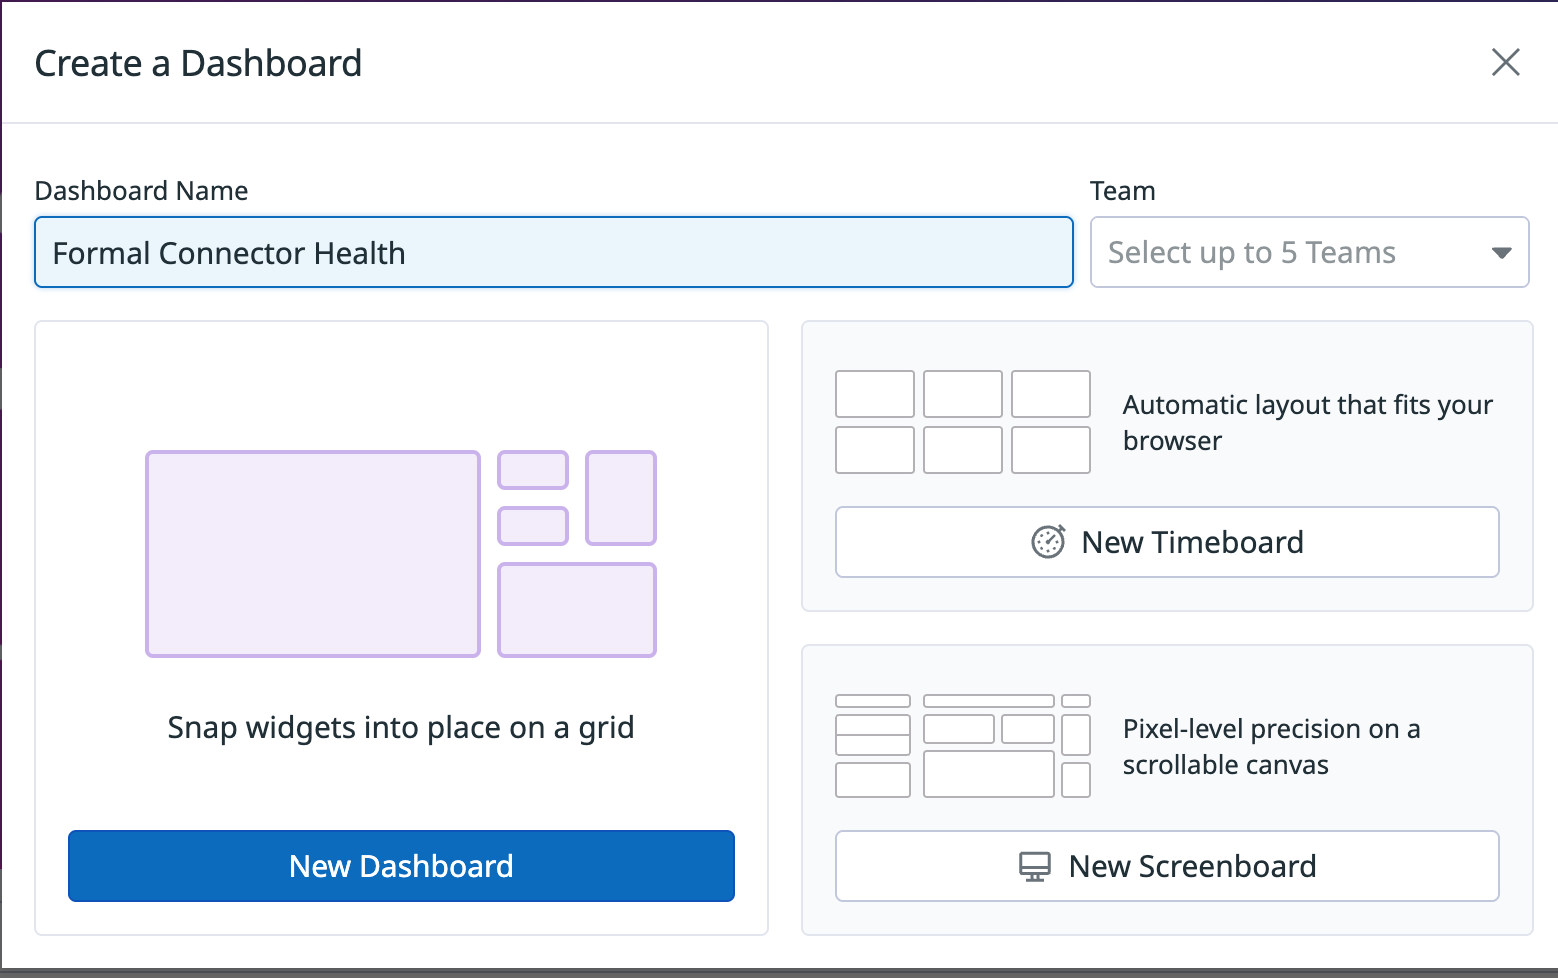 Create a Dashboard
Dashboard Name
Team
Formal Connector Health
Select up to 5 Teams
Snap widgets into place on a grid
New Dashboard
Automatic layout that fits your
browser
New Timeboard
Pixel-level precision on a
scrollable canvas
New Screenboard